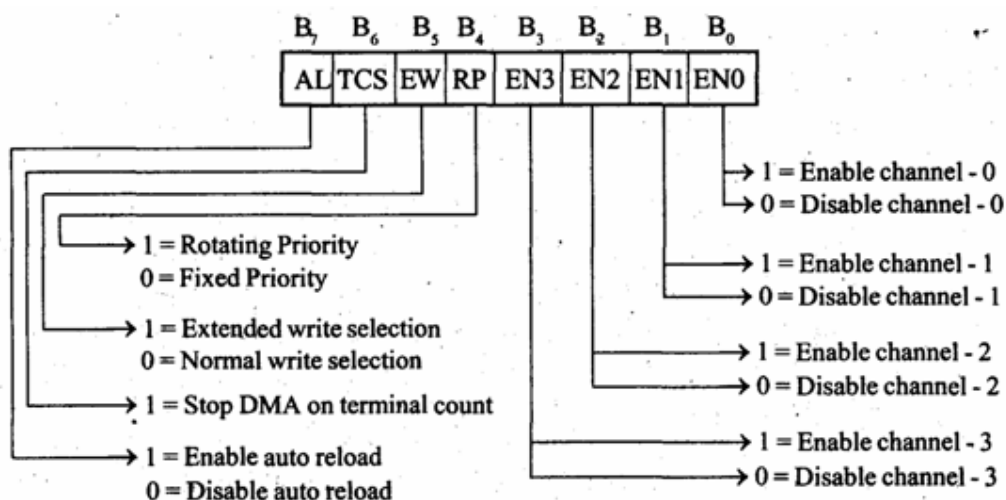 B7 B6 B5 B4 B3 B2 B1 B0
AL TCS EW RP EN3 EN2 EN1 EN0
1 = Enable channel - 0
0 = Disable channel - 0
1 = Rotating Priority
0 = Fixed Priority
1 = Enable channel - 1
0 = Disable channel - 1
1 = Extended write selection
0 = Normal write selection
1 = Enable channel - 2
0 = Disable channel - 2
1 = Stop DMA on terminal count
1 = Enable auto reload
0 = Disable auto reload
1 = Enable channel - 3
0 = Disable channel - 3